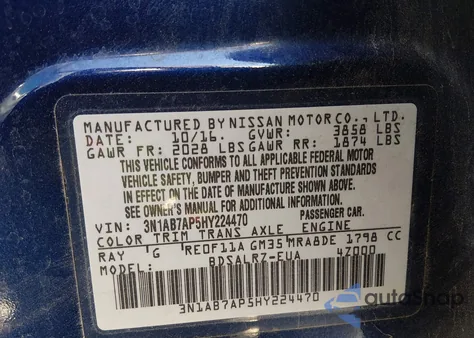 MANUFACTURED BY NISSAN MOTOR CO., LTD.
DATE: 10/16. GVWR: 3858 LBS
GAWR FR: 2028 LBS GAWR RR: 1874 LBS
THIS VEHICLE CONFORMS TO ALL APPLICABLE FEDERAL MOTOR
VEHICLE SAFETY, BUMPER AND THEFT PREVENTION STANDARDS
IN EFFECT ON THE DATE OF MANUFACTURE SHOWN ABOVE.
SEE OWNER'S MANUAL FOR ADDITIONAL INFORMATION.
VIN: 3N1AB7AP5HY224470 PASSENGER CAR.
COLOR TRIM TRANS AXLE ENGINE
RAY G RE0F11A GM35 MRA8DE 1798 CC
MODEL: BDSALR7-EUA 4Z000
3N1AB7AP5HY224470
autoSnap